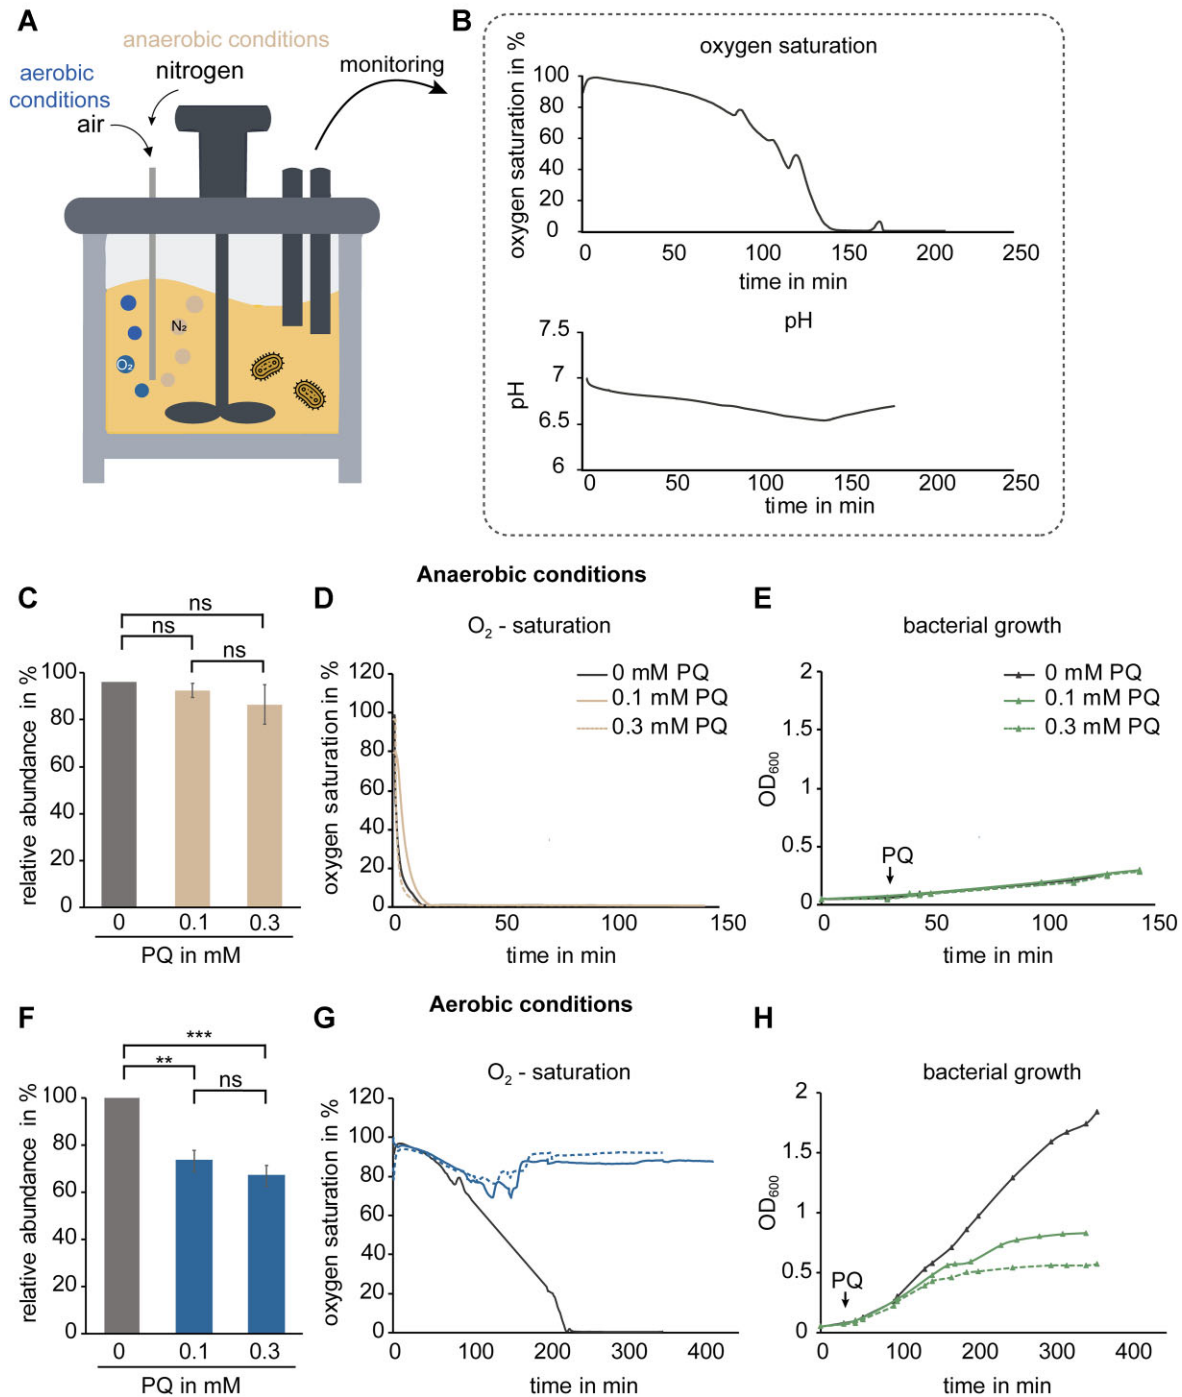 A
anaerobic conditions
aerobic
conditions
nitrogen
air
monitoring
O₂
N₂
B
oxygen saturation
oxygen saturation in %
100
80
60
40
20
0
0 50 100 150 200 250
time in min
pH
pH
7.5
7
6.5
6
0 50 100 150 200 250
time in min
Anaerobic conditions
C
ns
ns
ns
relative abundance in %
100
80
60
40
20
0
0 0.1 0.3
PQ in mM
D
O₂ - saturation
oxygen saturation in %
120
100
80
60
40
20
0
0 mM PQ
0.1 mM PQ
0.3 mM PQ
0 50 100 150
time in min
E
bacterial growth
OD₆₀₀
2
1.5
1
0.5
0
0 mM PQ
0.1 mM PQ
0.3 mM PQ
PQ
0 50 100 150
time in min
Aerobic conditions
F
***
**
ns
relative abundance in %
100
80
60
40
20
0
0 0.1 0.3
PQ in mM
G
O₂ - saturation
oxygen saturation in %
120
100
80
60
40
20
0
0 100 200 300 400
time in min
H
bacterial growth
OD₆₀₀
2
1.5
1
0.5
0
PQ
0 100 200 300 400
time in min